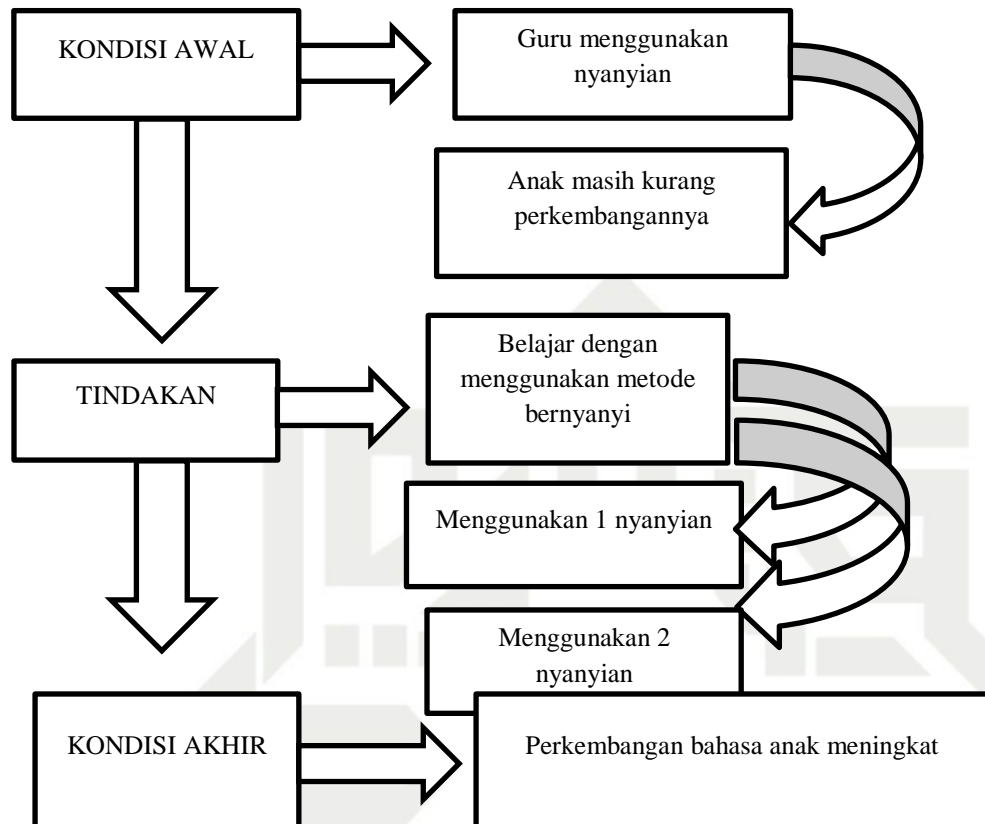 KONDISI AWAL
Guru menggunakan
nyanyian
Anak masih kurang
perkembangannya
TINDAKAN
Belajar dengan
menggunakan metode
bernyanyi
Menggunakan 1 nyanyian
Menggunakan 2
nyanyian
KONDISI AKHIR
Perkembangan bahasa anak meningkat